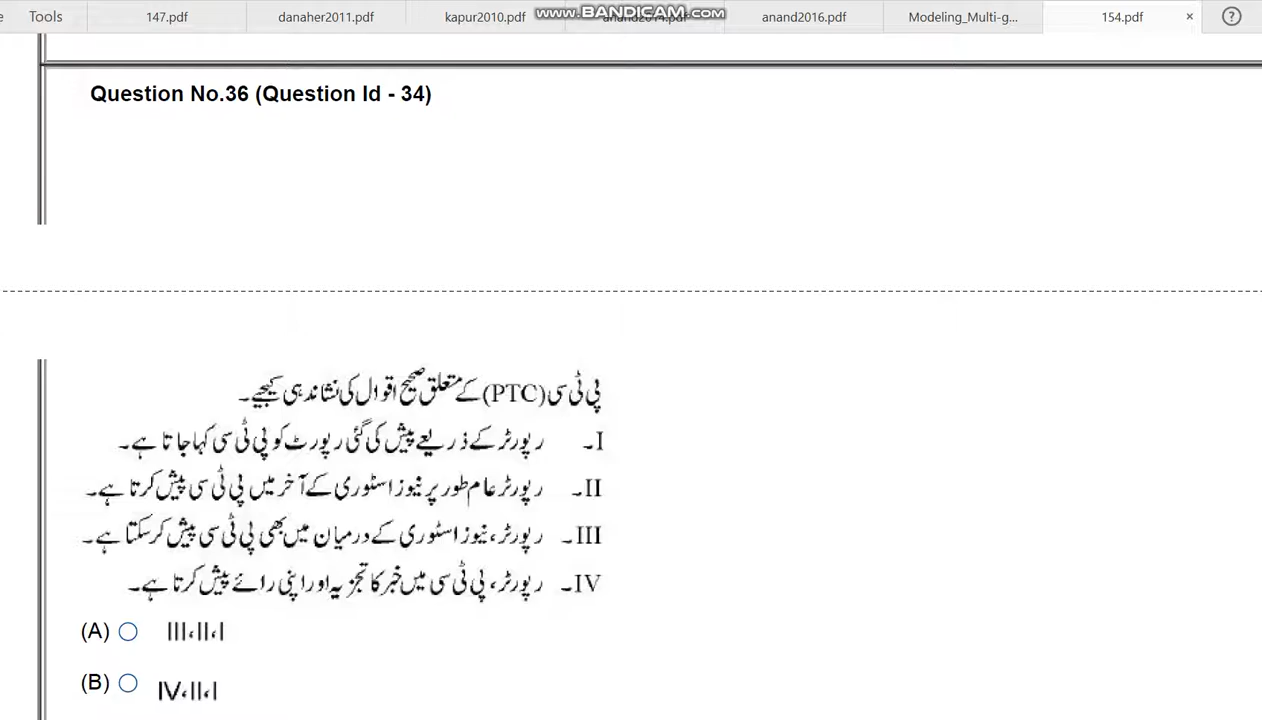 e Tools 147.pdf danaher2011.pdf kapur2010.pdf anand2014.pdf anand2016.pdf Modeling_Multi-g... 154.pdf × ?
www.BANDICAM.com
Question No.36 (Question Id - 34)
پی ٹی سی (PTC) کے متعلق صحیح اقوال کی نشاندہی کیجیے۔
I۔ رپورٹر کے ذریعے پیش کی گئی رپورٹ کو پی ٹی سی کہا جاتا ہے۔
II۔ رپورٹر عام طور پر نیوز اسٹوری کے آخر میں پی ٹی سی پیش کرتا ہے۔
III۔ رپورٹر، نیوز اسٹوری کے درمیان میں بھی پی ٹی سی پیش کر سکتا ہے۔
IV۔ رپورٹر، پی ٹی سی میں خبر کا تجزیہ اور اپنی رائے پیش کرتا ہے۔
(A) III،II،I
(B) IV،II،I